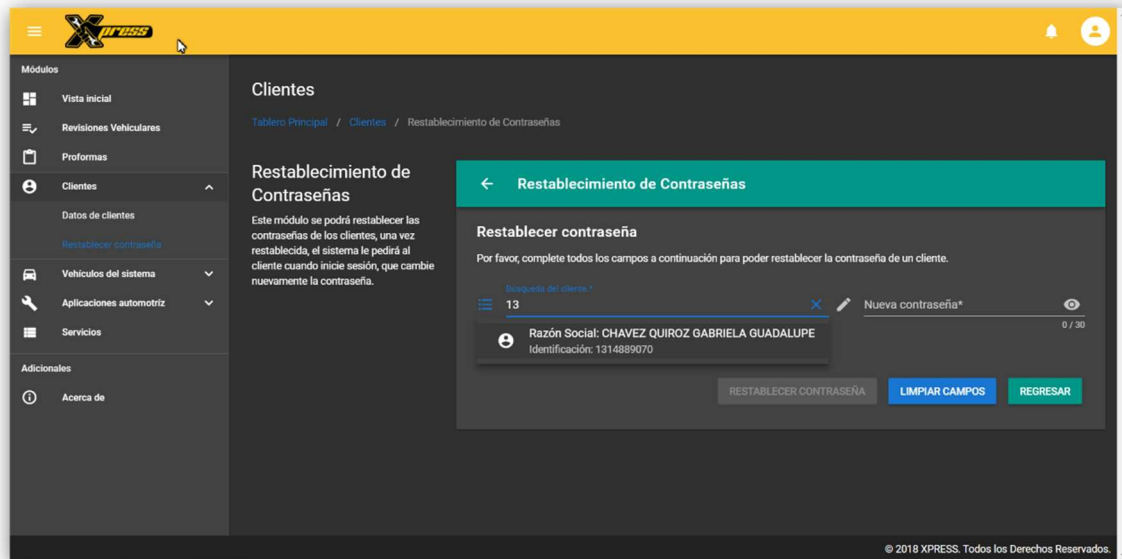 Xpress
Módulos
Vista inicial
Revisiones Vehiculares
Proformas
Clientes
Datos de clientes
Restablecer contraseña
Vehículos del sistema
Aplicaciones automotríz
Servicios
Adicionales
Acerca de
Clientes
Tablero Principal / Clientes / Restablecimiento de Contraseñas
Restablecimiento de
Contraseñas
Este módulo se podrá restablecer las
contraseñas de los clientes, una vez
restablecida, el sistema le pedirá al
cliente cuando inicie sesión, que cambie
nuevamente la contraseña.
Restablecimiento de Contraseñas
Restablecer contraseña
Por favor, complete todos los campos a continuación para poder restablecer la contraseña de un cliente.
Búsqueda del cliente *
13
Nueva contraseña*
0 / 30
Razón Social: CHAVEZ QUIROZ GABRIELA GUADALUPE
Identificación: 1314889070
RESTABLECER CONTRASEÑA
LIMPIAR CAMPOS
REGRESAR
© 2018 XPRESS. Todos los Derechos Reservados.